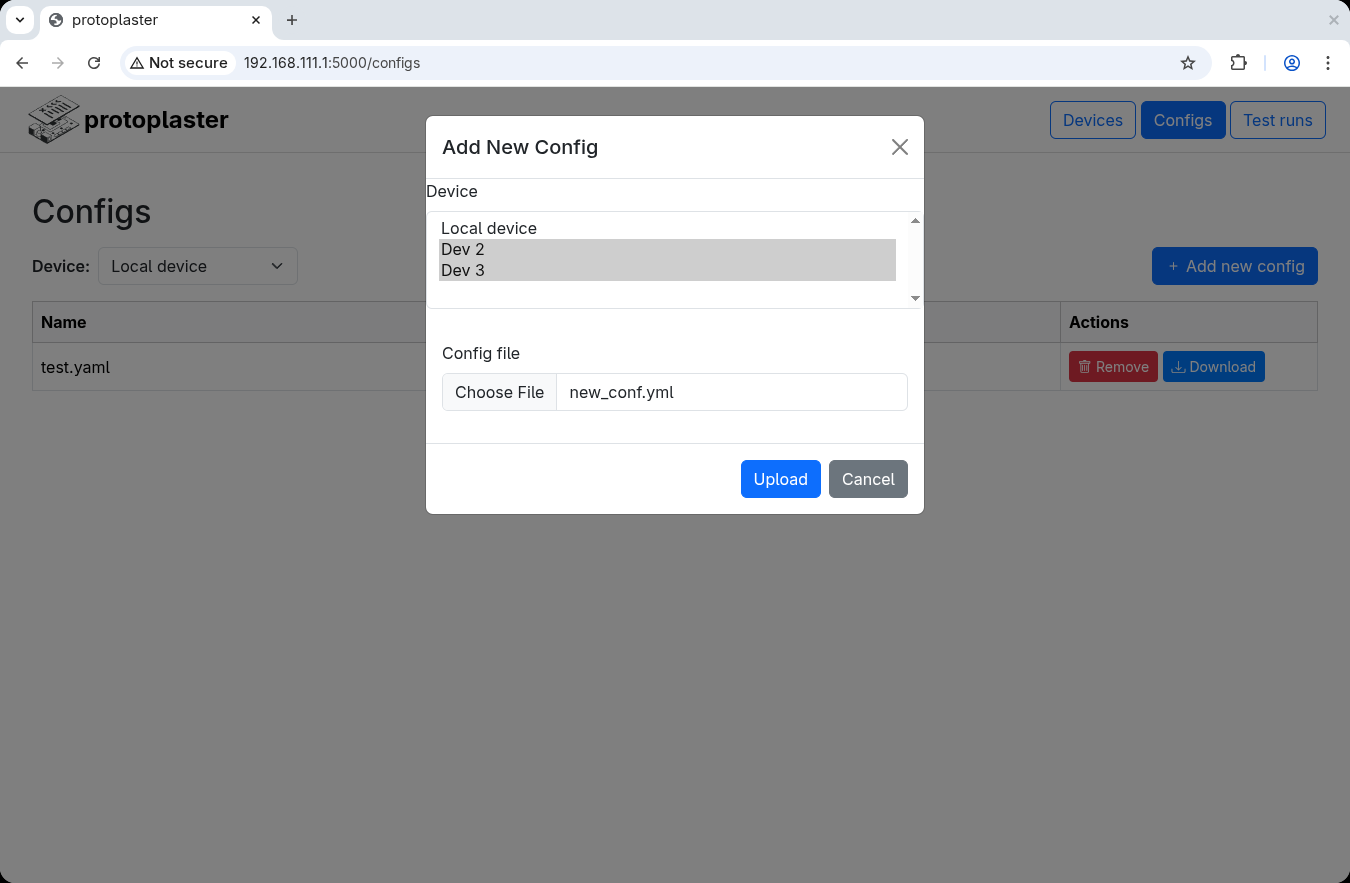 protoplaster
Not secure 192.168.111.1:5000/configs
protoplaster
Devices Configs Test runs
Configs
Device: Local device
+ Add new config
Name Actions
test.yaml Remove Download
Add New Config
Device
Local device
Dev 2
Dev 3
Config file
Choose File new_conf.yml
Upload Cancel